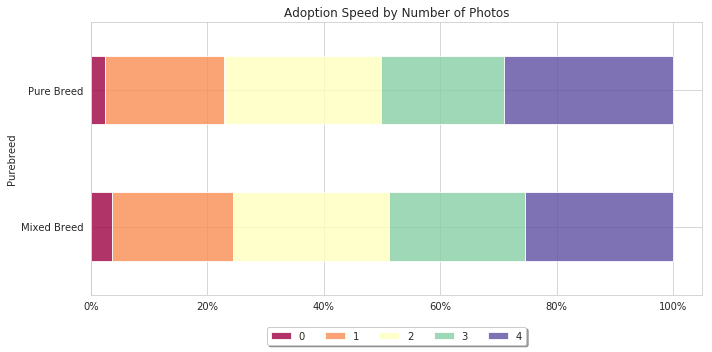 Adoption Speed by Number of Photos
Pure Breed
Purebreed
Mixed Breed
0% 20% 40% 60% 80% 100%
0 1 2 3 4